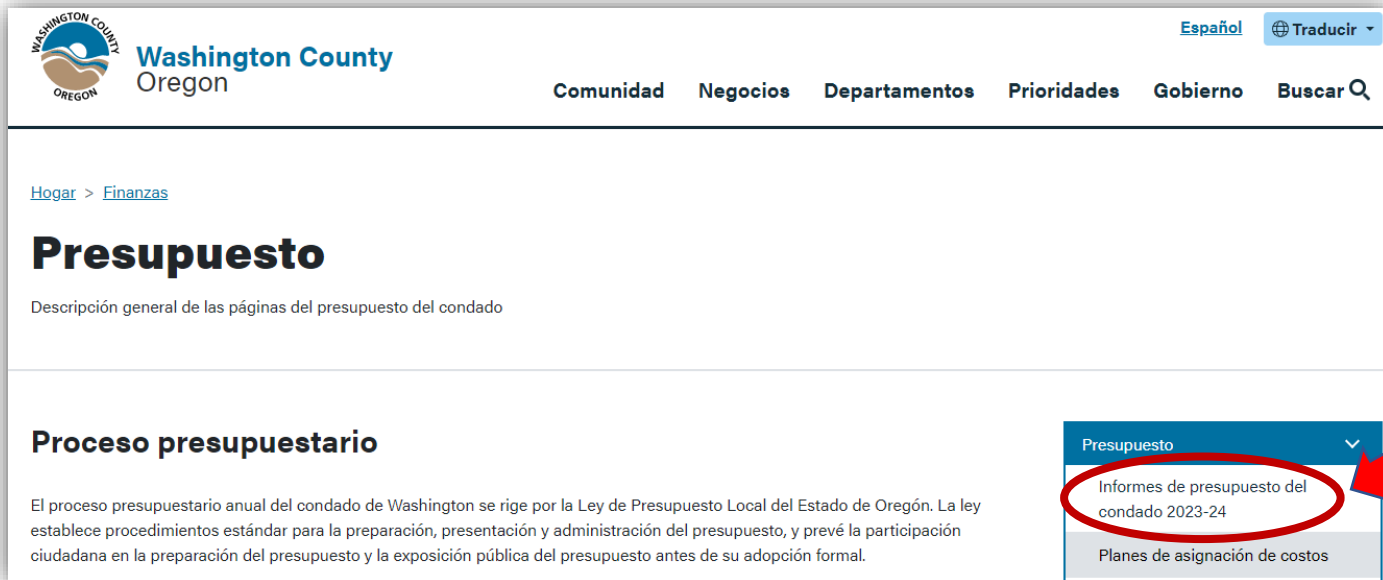 WASHINGTON COUNTY
OREGON
Washington County
Oregon
Español
Traducir
Comunidad Negocios Departamentos Prioridades Gobierno Buscar
Hogar > Finanzas
Presupuesto
Descripción general de las páginas del presupuesto del condado
Proceso presupuestario
El proceso presupuestario anual del condado de Washington se rige por la Ley de Presupuesto Local del Estado de Oregón. La ley
establece procedimientos estándar para la preparación, presentación y administración del presupuesto, y prevé la participación
ciudadana en la preparación del presupuesto y la exposición pública del presupuesto antes de su adopción formal.
Presupuesto
Informes de presupuesto del
condado 2023-24
Planes de asignación de costos